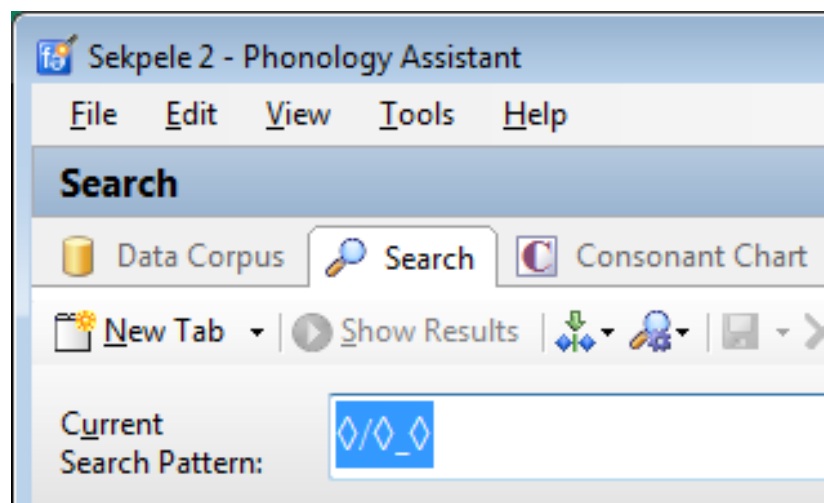 Sekpele 2 - Phonology Assistant
File Edit View Tools Help
Search
Data Corpus Search C Consonant Chart
New Tab Show Results
Current
Search Pattern:
◊/◊_◊